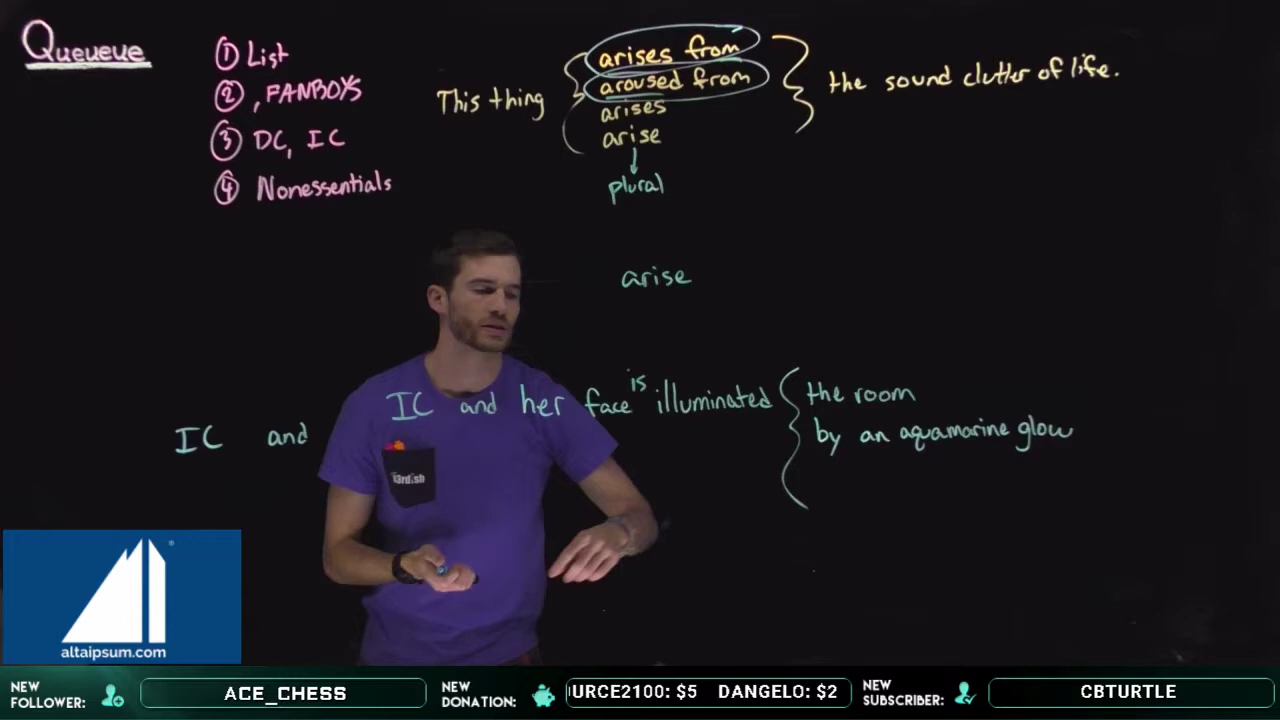 Queueue
① List
② , FANBOYS
③ DC, IC
④ Nonessentials
This thing
arises from
aroused from
arises
arise
plural
the sound clutter of life.
arise
IC and her face is illuminated
the room
by an aquamarine glow
IC and
i3rd.sh
altaipsum.com
NEW FOLLOWER:
ACE_CHESS
NEW DONATION:
URCE2100: $5 DANGELO: $2
NEW SUBSCRIBER:
CBTURTLE